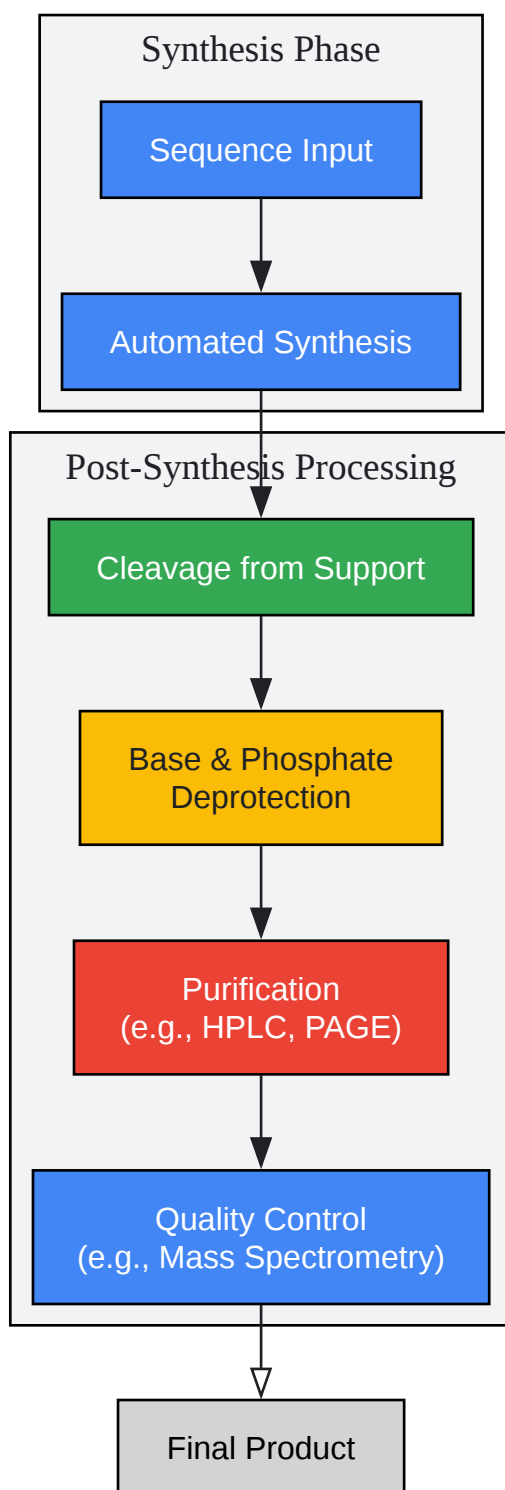 Synthesis Phase
Sequence Input
Automated Synthesis
Post-Synthesis Processing
Cleavage from Support
Base & Phosphate
Deprotection
Purification
(e.g., HPLC, PAGE)
Quality Control
(e.g., Mass Spectrometry)
Final Product